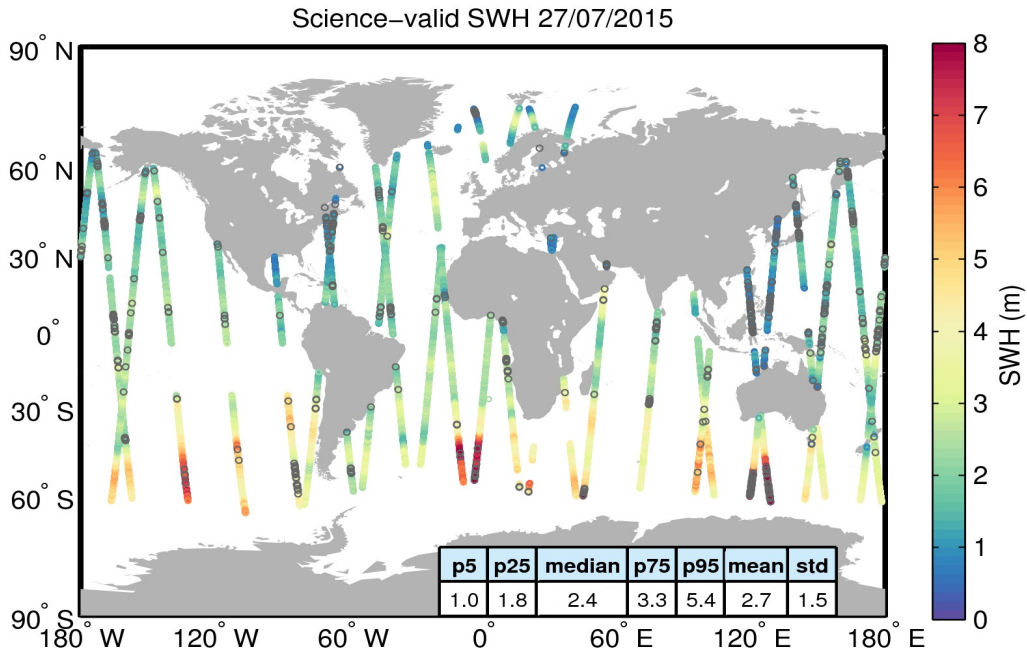 Science−valid SWH 27/07/2015
90° N
60° N
30° N
0°
30° S
60° S
90° S
180° W
120° W
60° W
0°
60° E
120° E
180° E
p5 p25 median p75 p95 mean std
1.0 1.8 2.4 3.3 5.4 2.7 1.5
8
7
6
5
4
3
2
1
0
SWH (m)